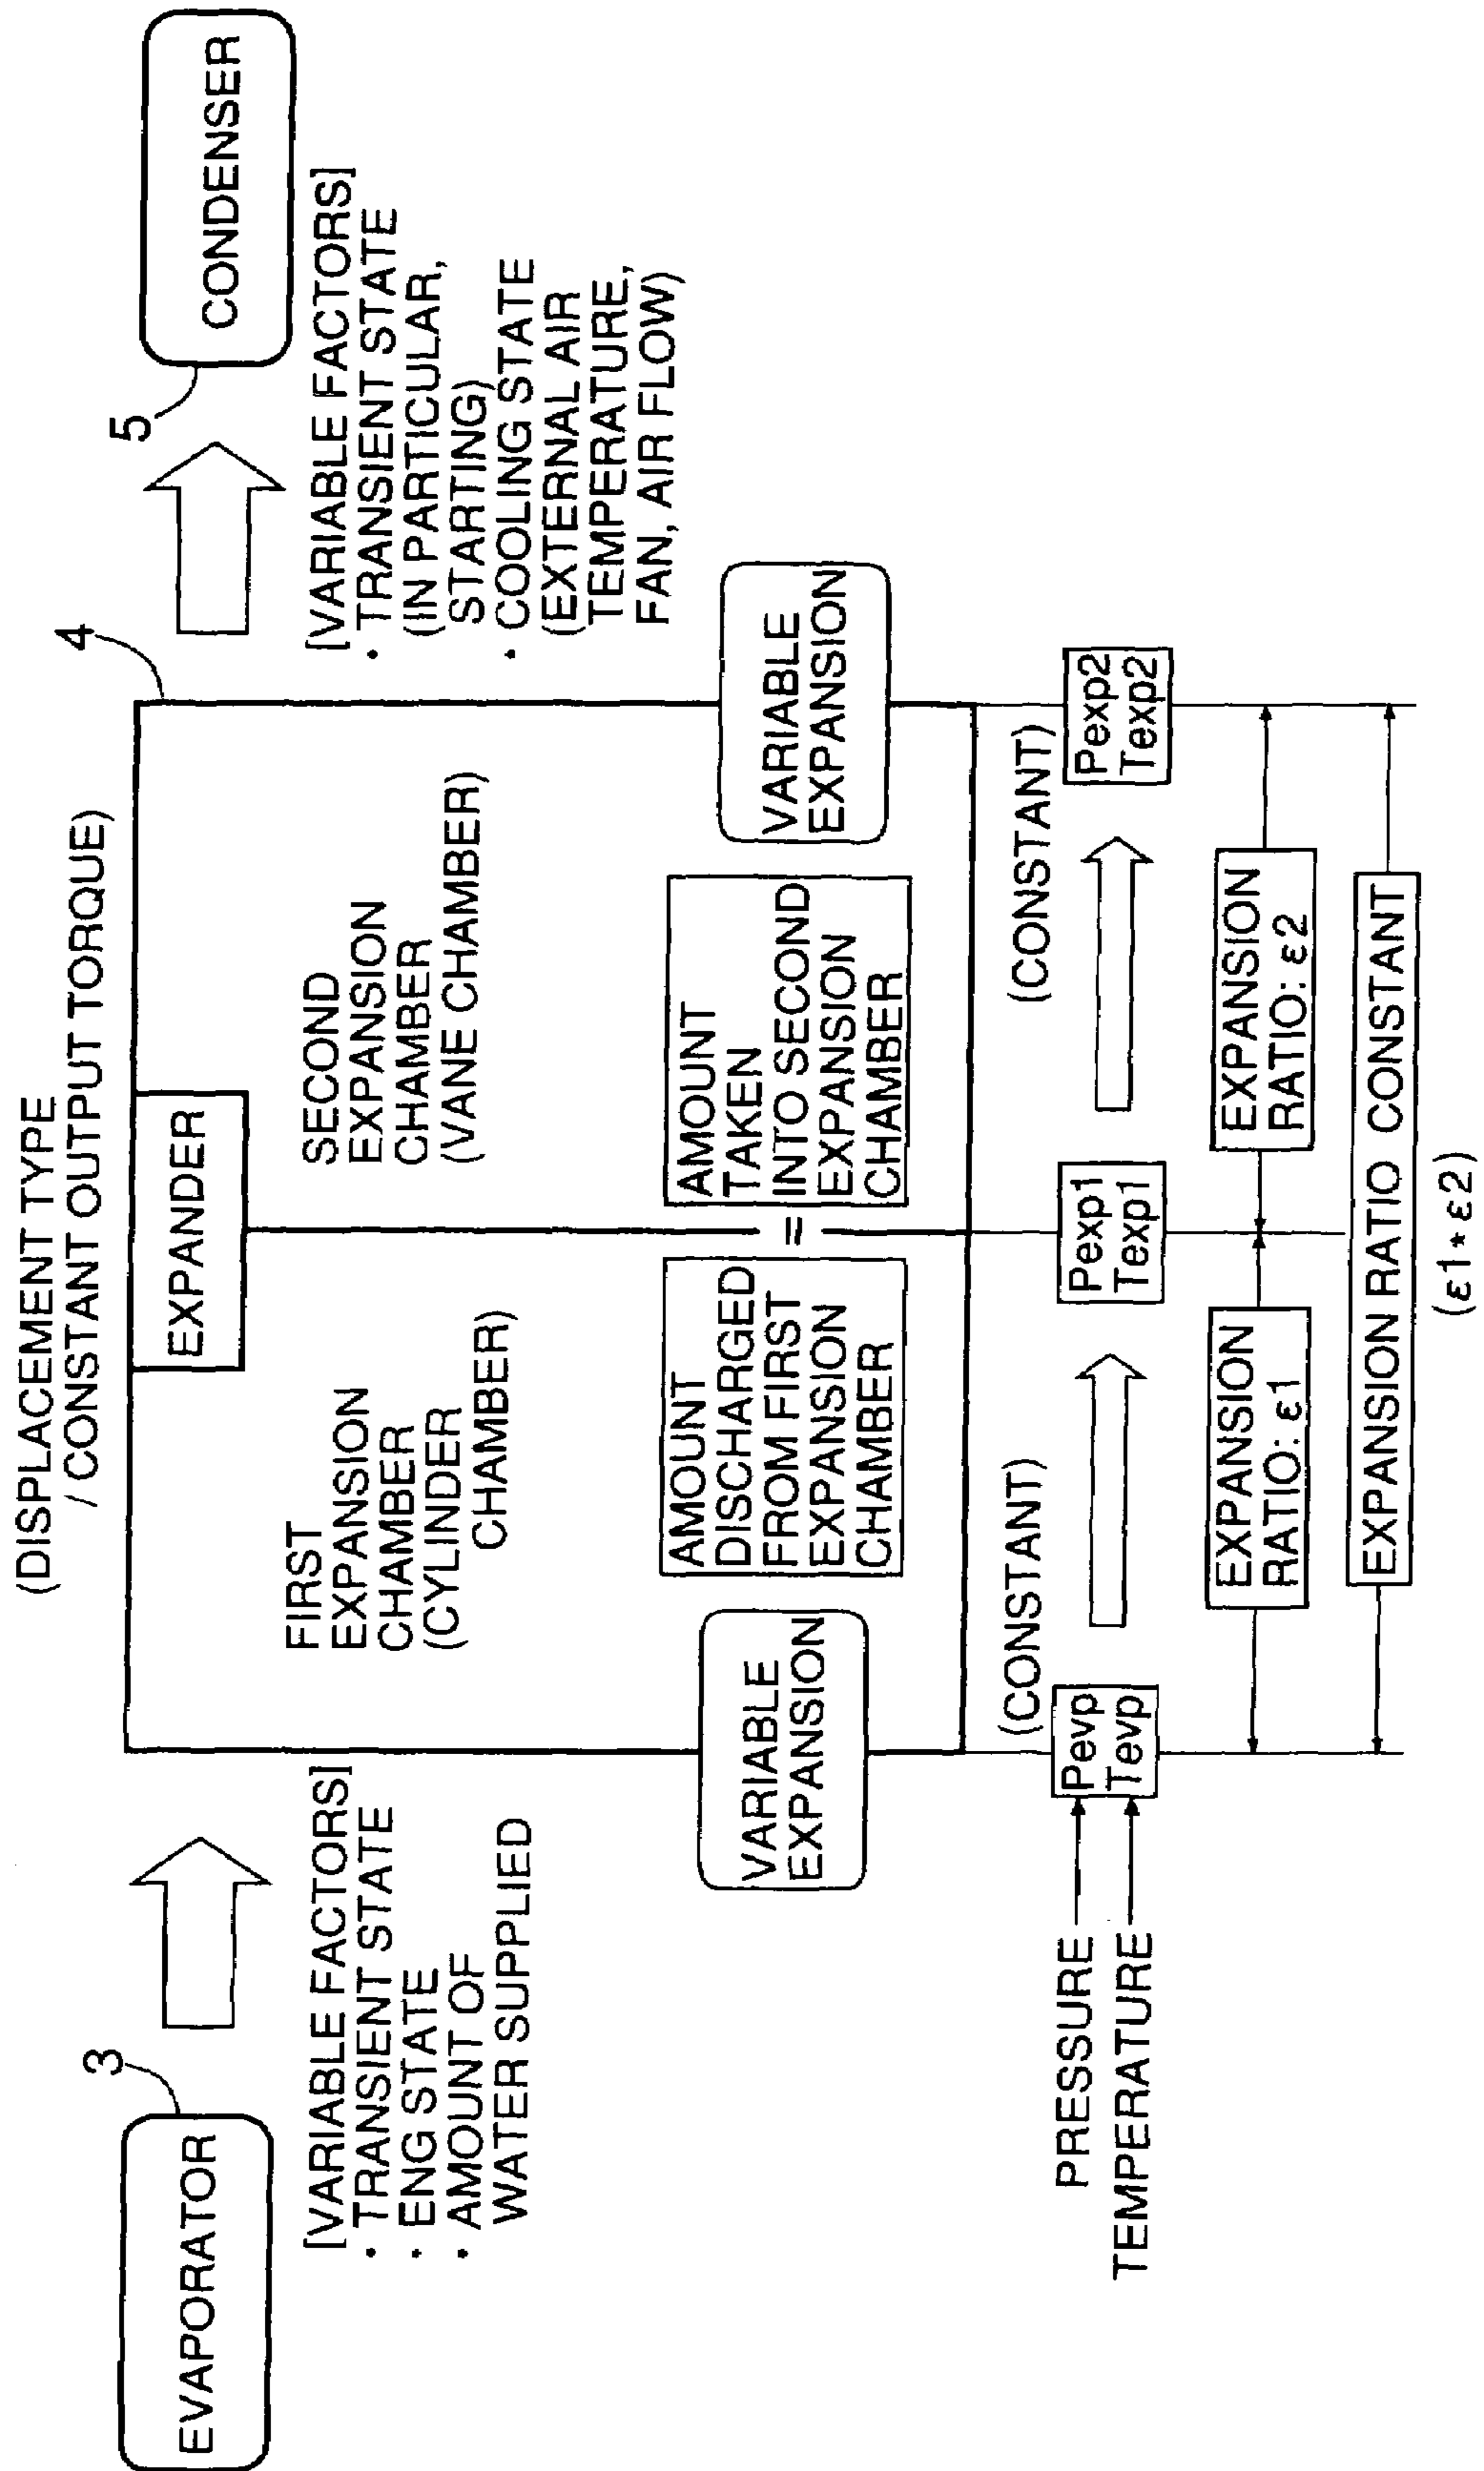 (DISPLACEMENT TYPE
/ CONSTANT OUTPUT TORQUE)
3
EVAPORATOR
4
EXPANDER
5
CONDENSER
[VARIABLE FACTORS]
· TRANSIENT STATE
· ENG STATE
· AMOUNT OF
WATER SUPPLIED
FIRST
EXPANSION
CHAMBER
(CYLINDER
CHAMBER)
SECOND
EXPANSION
CHAMBER
(VANE CHAMBER)
[VARIABLE FACTORS]
· TRANSIENT STATE
(IN PARTICULAR,
STARTING)
· COOLING STATE
(EXTERNAL AIR
TEMPERATURE,
FAN, AIR FLOW)
VARIABLE
EXPANSION
AMOUNT
DISCHARGED
FROM FIRST
EXPANSION
CHAMBER
=
AMOUNT
TAKEN
INTO SECOND
EXPANSION
CHAMBER
VARIABLE
EXPANSION
PRESSURE
TEMPERATURE
Pevp
Tevp
(CONSTANT)
Pexp1
Texp1
(CONSTANT)
Pexp2
Texp2
EXPANSION
RATIO: ε1
EXPANSION
RATIO: ε2
EXPANSION RATIO CONSTANT
(ε1*ε2)